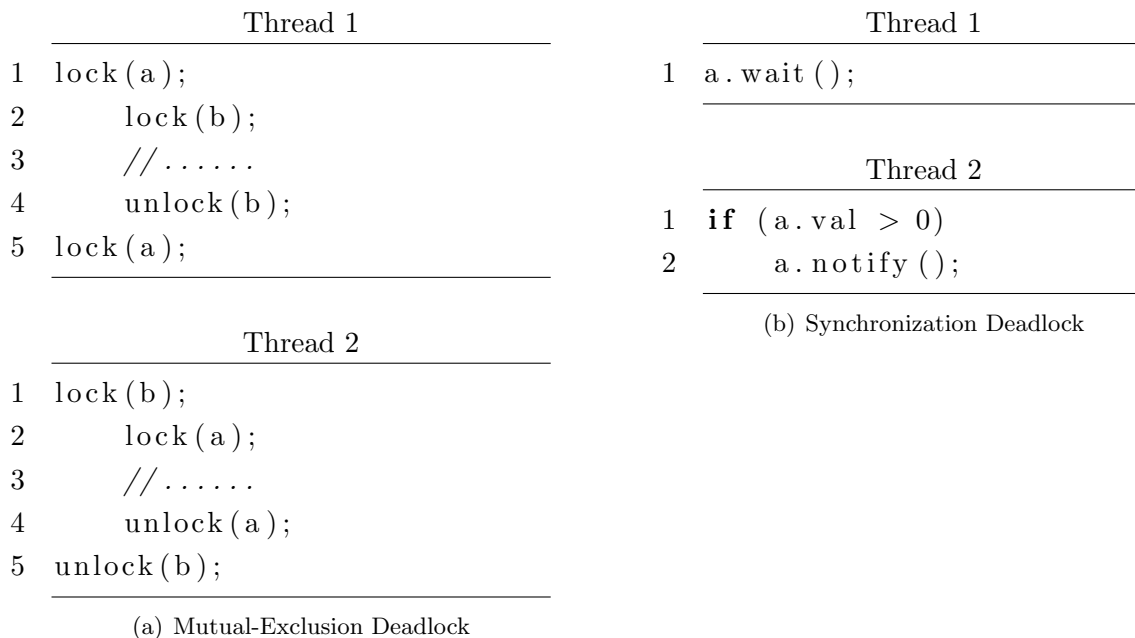 Thread 1
1 lock(a);
2 lock(b);
3 //......
4 unlock(b);
5 lock(a);
Thread 2
1 lock(b);
2 lock(a);
3 //......
4 unlock(a);
5 unlock(b);
(a) Mutual-Exclusion Deadlock
Thread 1
1 a.wait();
Thread 2
1 if (a.val > 0)
2 a.notify();
(b) Synchronization Deadlock